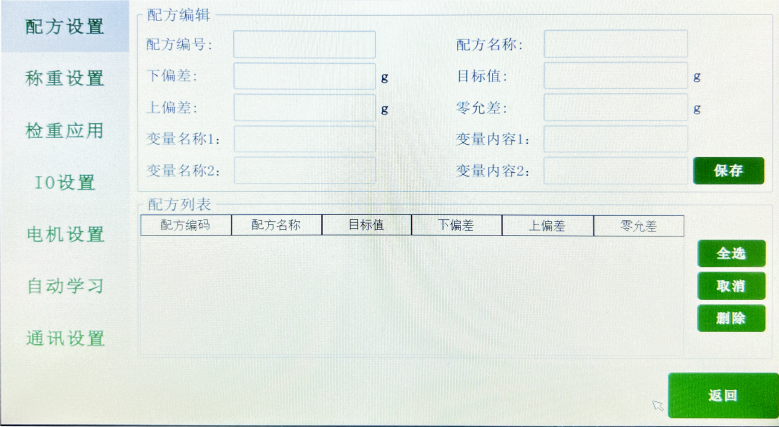 配方设置
称重设置
检重应用
IO设置
电机设置
自动学习
通讯设置
配方编辑
配方编号: 配方名称:
下偏差: g 目标值: g
上偏差: g 零允差: g
变量名称1: 变量内容1:
变量名称2: 变量内容2: 保存
配方列表
配方编码 配方名称 目标值 下偏差 上偏差 零允差
全选
取消
删除
返回